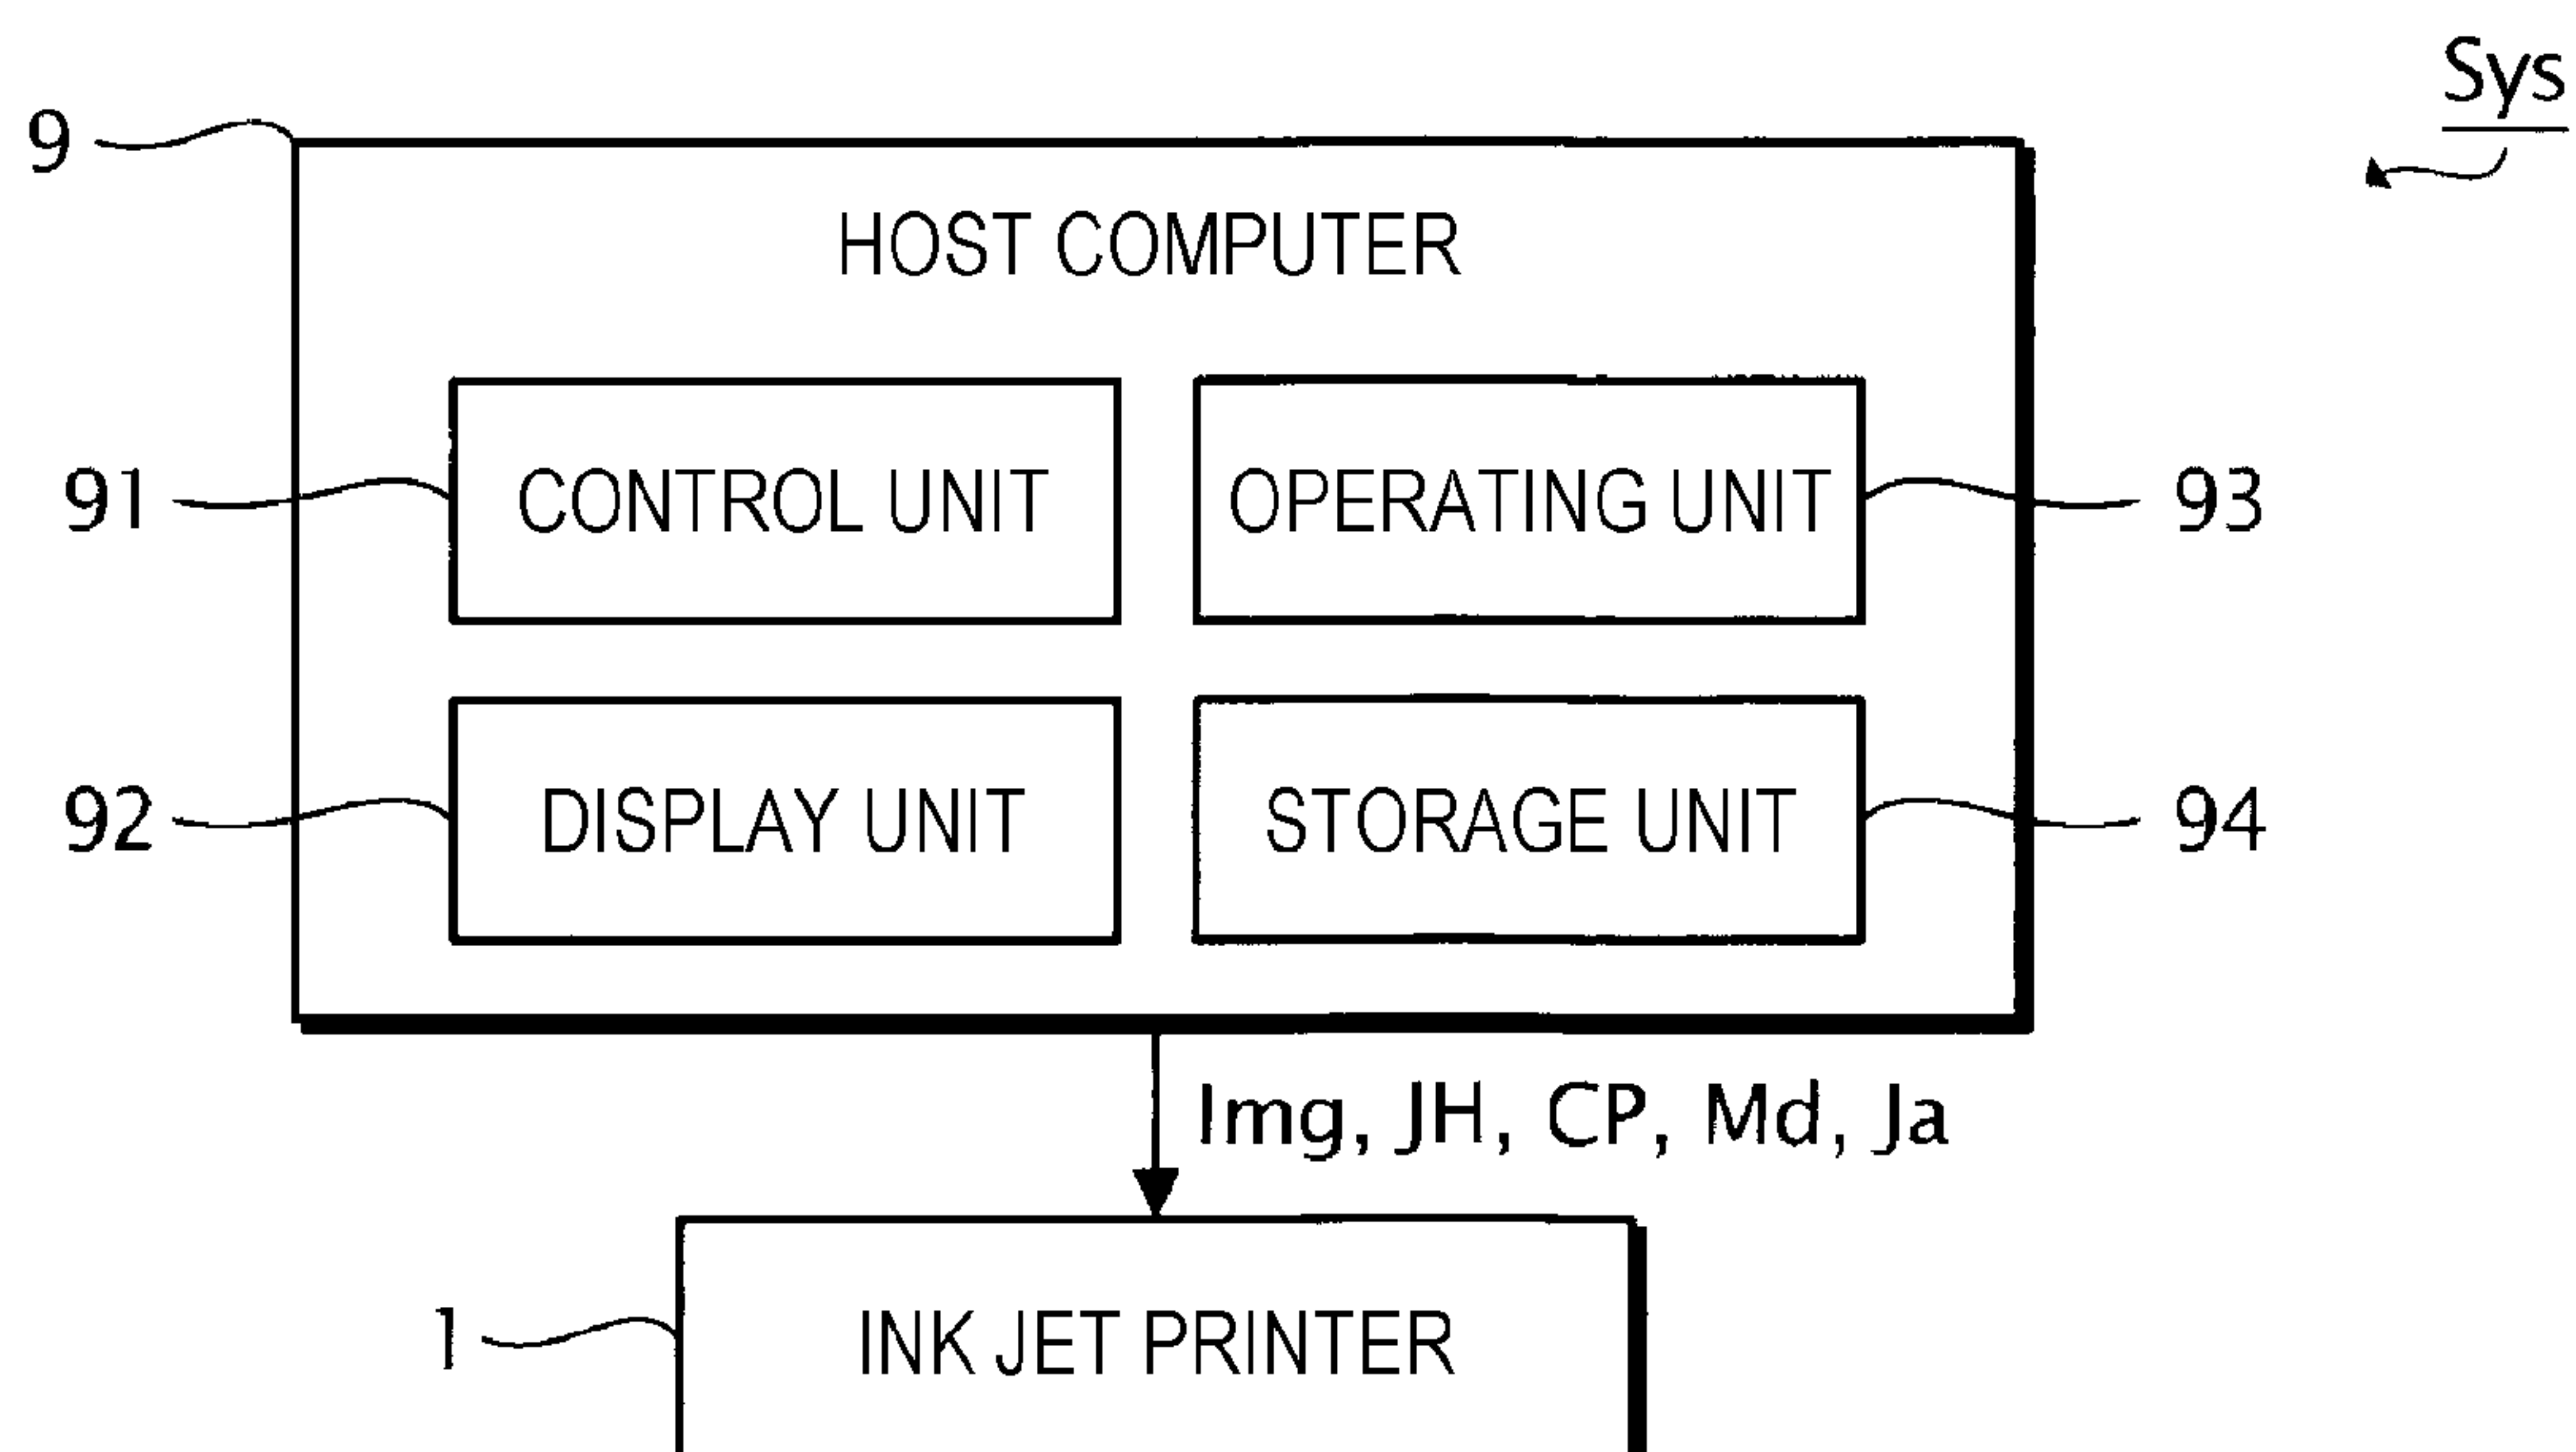 Sys
9
HOST COMPUTER
91 CONTROL UNIT OPERATING UNIT 93
92 DISPLAY UNIT STORAGE UNIT 94
Img, JH, CP, Md, Ja
1 INK JET PRINTER